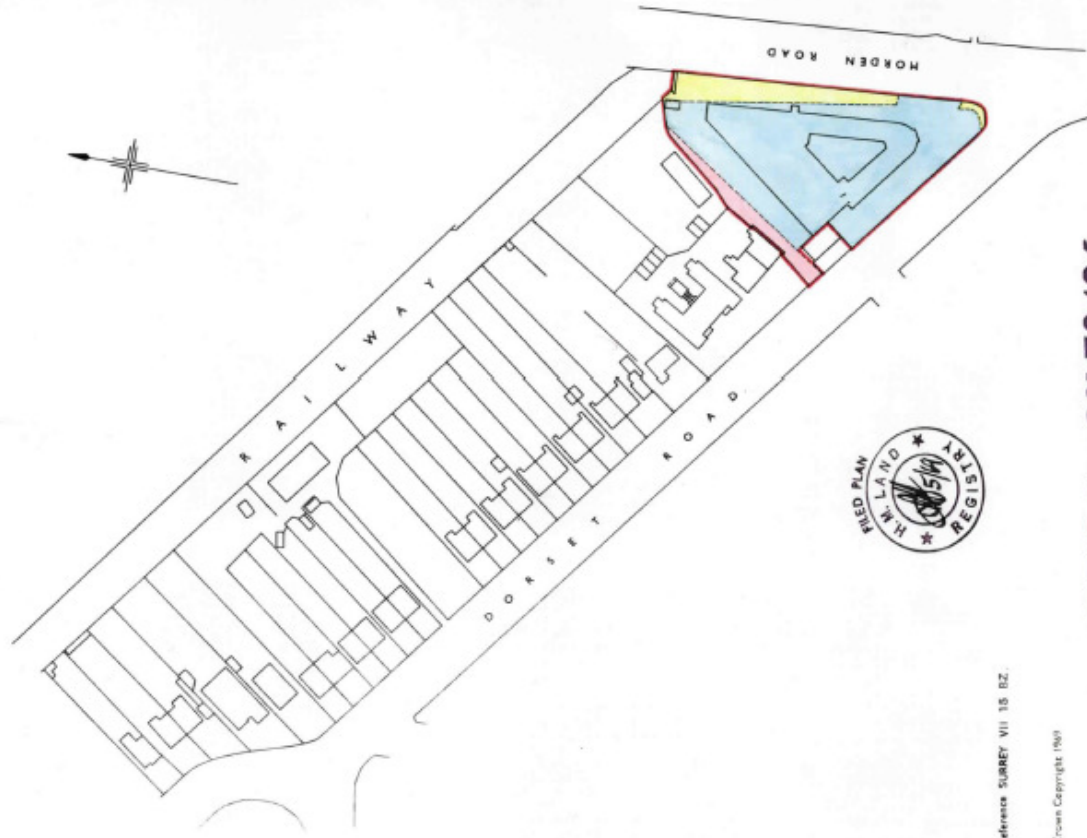 MORDEN ROAD
RAILWAY
DORSET ROAD
FILED PLAN
H. M. LAND
REGISTRY
eference SURREY VII 15 BZ.
rown Copyright 1969